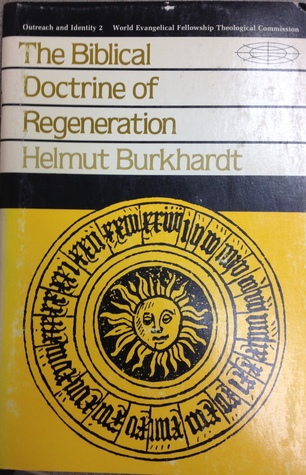 Outreach and Identity 2 World Evangelical Fellowship Theological Commission
The Biblical
Doctrine of
Regeneration
Helmut Burkhardt